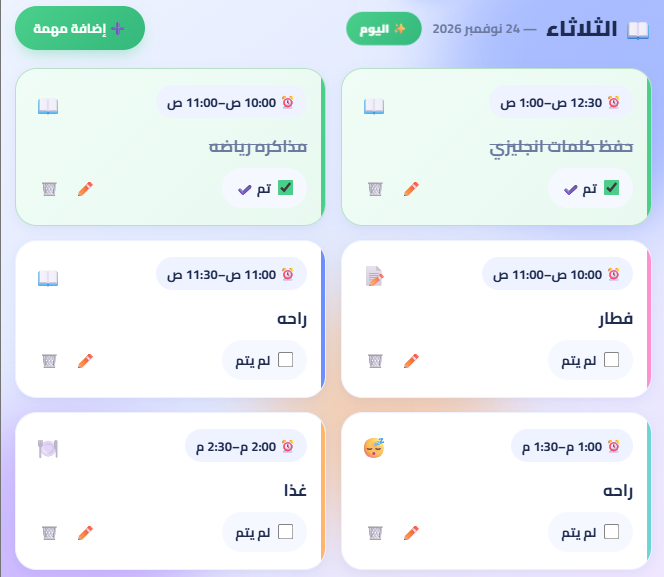 الثلاثاء — 24 نوفمبر 2026 اليوم
إضافة مهمة
12:30 ص–1:00 ص
حفظ كلمات انجليزي
تم
10:00 ص–11:00 ص
مذاكره رياضه
تم
10:00 ص–11:00 ص
فطار
لم يتم
11:00 ص–11:30 ص
راحه
لم يتم
1:00 م–1:30 م
راحه
لم يتم
2:00 م–2:30 م
غذا
لم يتم